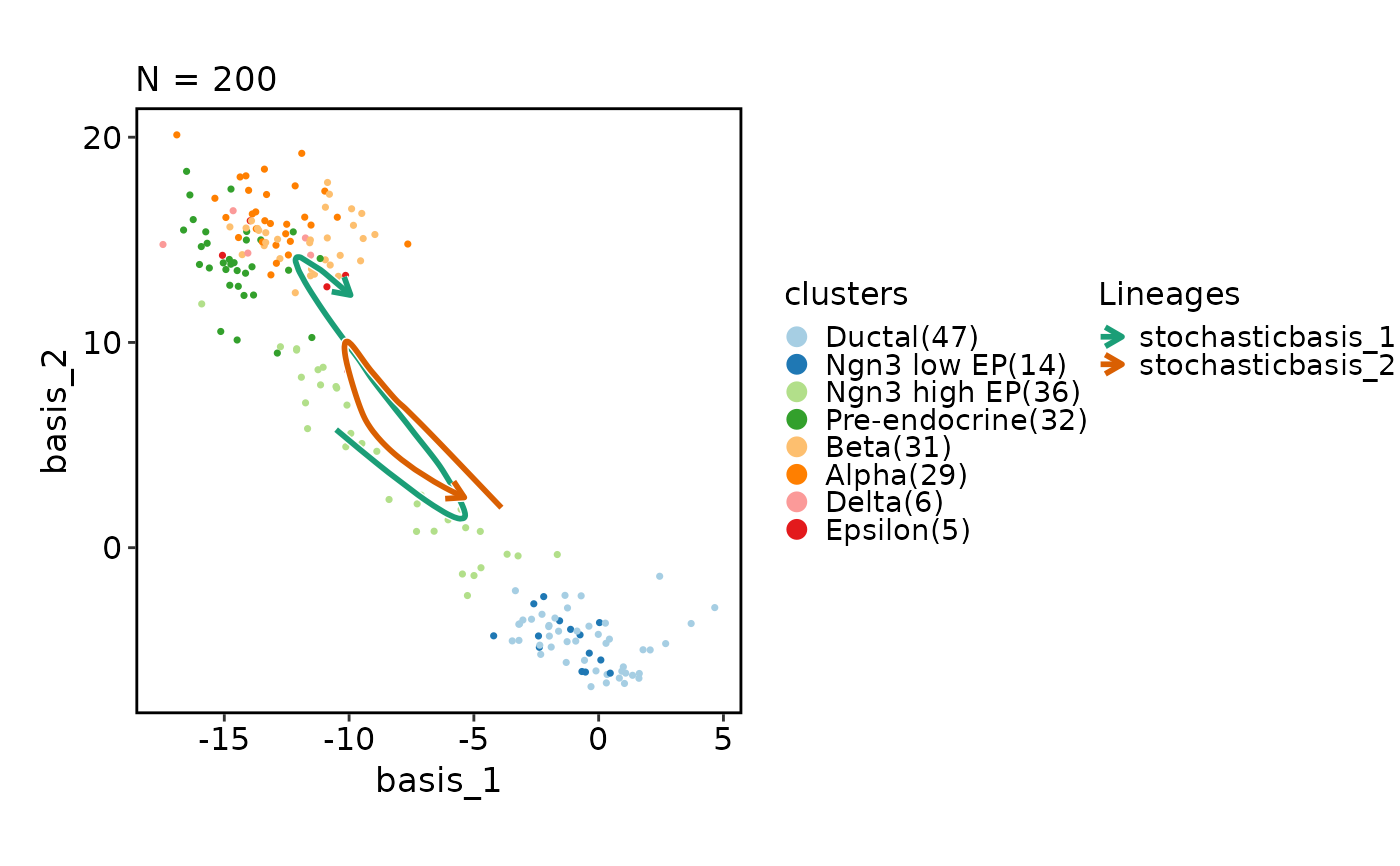 N = 200
20
10
0
-15
-10
-5
0
5
basis_1
basis_2
clusters
Ductal(47)
Ngn3 low EP(14)
Ngn3 high EP(36)
Pre-endocrine(32)
Beta(31)
Alpha(29)
Delta(6)
Epsilon(5)
Lineages
stochasticbasis_1
stochasticbasis_2